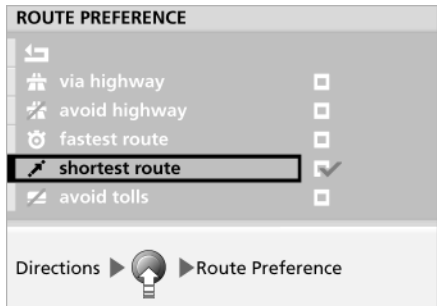 ROUTE PREFERENCE
via highway
avoid highway
fastest route
shortest route
avoid tolls
Directions Route Preference